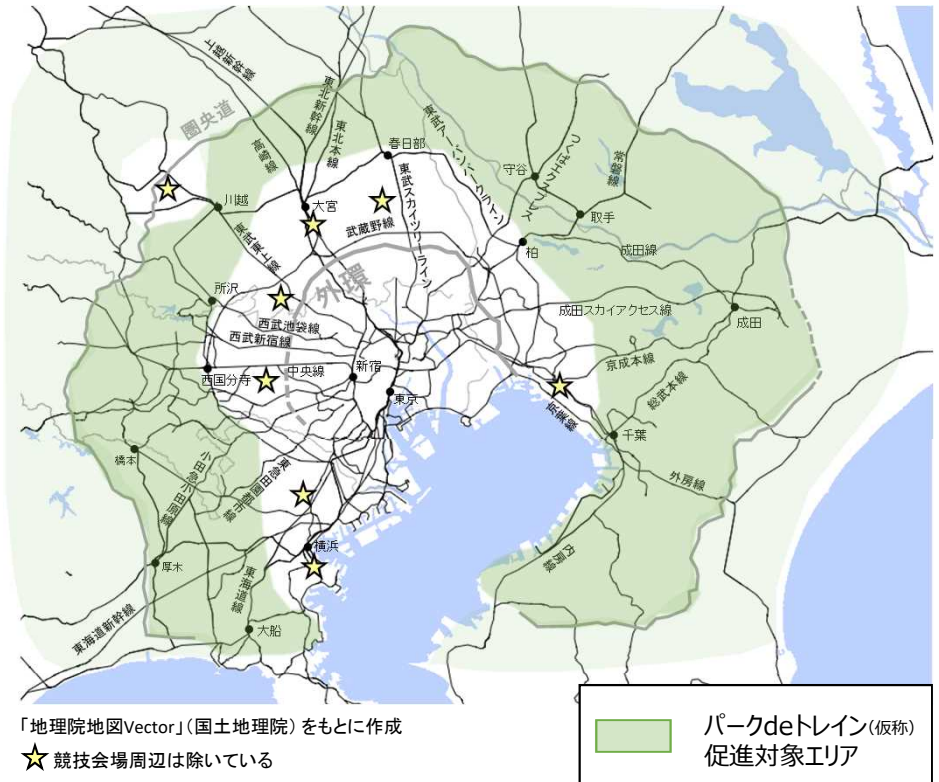 上越新幹線
東北新幹線
東北本線
高崎線
圏央道
春日部
東武アーバンパークライン
つくばエクスプレス
常磐線
守谷
取手
川越
大宮
東武スカイツリーライン
武蔵野線
柏
成田線
東武東上線
外環
所沢
成田スカイアクセス線
成田
西武池袋線
西武新宿線
京成本線
西国分寺
中央線
新宿
東京
京葉線
総武本線
千葉
橋本
小田急小田原線
東急田園都市線
外房線
横浜
内房線
厚木
東海道線
東海道新幹線
大船
「地理院地図Vector」(国土地理院) をもとに作成
競技会場周辺は除いている
パークdeトレイン(仮称)
促進対象エリア